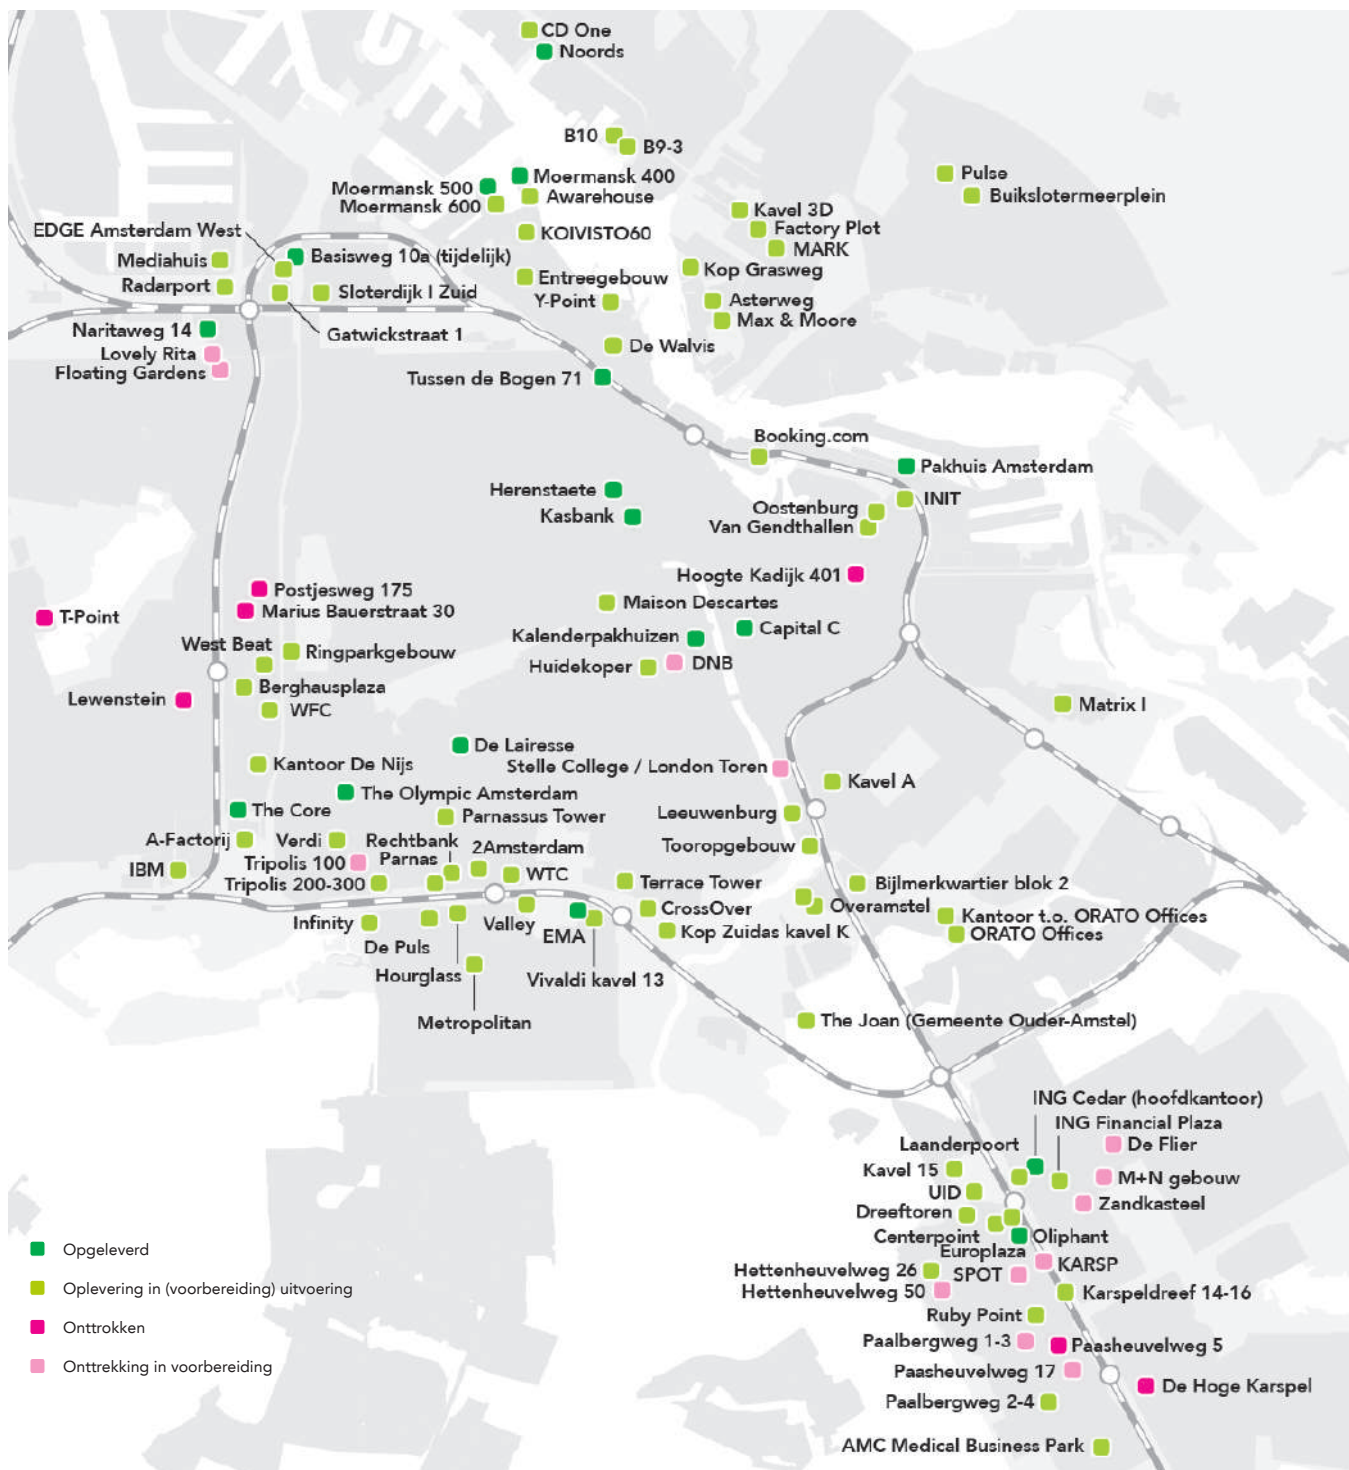 CD One
Noords
B10
B9-3
Moermansk 400
Moermansk 500
Awarehouse
Moermansk 600
Pulse
Buikslotermeerplein
Kavel 3D
Factory Plot
MARK
EDGE Amsterdam West
KOIVISTO60
Mediahuis
Basisweg 10a (tijdelijk)
Kop Grasweg
Radarport
Sloterdijk I Zuid
Entreegebouw
Y-Point
Asterweg
Max & Moore
Naritaweg 14
Gatwickstraat 1
Lovely Rita
De Walvis
Floating Gardens
Tussen de Bogen 71
Booking.com
Pakhuis Amsterdam
Herenstaete
INIT
Kasbank
Oostenburg
Van Gendthallen
Hoogte Kadijk 401
Postjesweg 175
Marius Bauerstraat 30
T-Point
Maison Descartes
Capital C
Kalenderpakhuizen
West Beat
Ringparkgebouw
Huidekoper
DNB
Berghausplaza
Lewenstein
WFC
Matrix I
De Lairesse
Kantoor De Nijs
Stelle College / London Toren
Kavel A
The Olympic Amsterdam
The Core
Parnassus Tower
Leeuwenburg
A-Factorij
Verdi
Rechtbank
Parnas
2Amsterdam
Tooropgebouw
Tripolis 100
IBM
Tripolis 200-300
WTC
Terrace Tower
Bijlmerkwartier blok 2
Infinity
De Puls
Valley
EMA
CrossOver
Overamstel
Kantoor t.o. ORATO Offices
Kop Zuidas kavel K
ORATO Offices
Hourglass
Vivaldi kavel 13
Metropolitan
The Joan (Gemeente Ouder-Amstel)
ING Cedar (hoofdkantoor)
ING Financial Plaza
Laanderpoort
De Flier
Kavel 15
M+N gebouw
UID
Zandkasteel
Dreeftoren
Centerpoint
Oliphant
Europlaza
KARSP
Hettenheuvelweg 26
SPOT
Hettenheuvelweg 50
Karspeldreef 14-16
Ruby Point
Paalbergweg 1-3
Paasheuvelweg 5
Paasheuvelweg 17
De Hoge Karspel
Paalbergweg 2-4
AMC Medical Business Park
Opgeleverd
Oplevering in (voorbereiding) uitvoering
Onttrokken
Onttrekking in voorbereiding